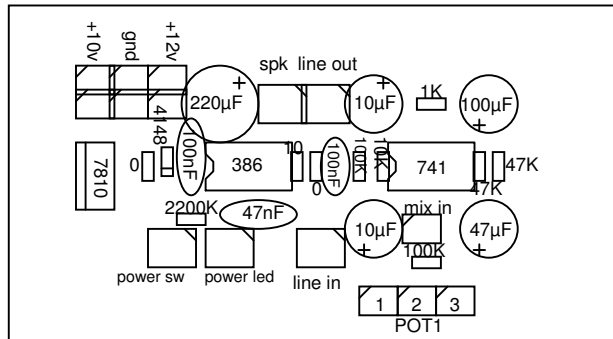 +10v gnd +12v
spk line out
220µF 10µF 1K 100µF
4148 100nF 10 100nF 100K 10K
7810 0 386 0 741 47K
47K
2200K 47nF 10µF mix in 47µF
100K
power sw power led line in
1 2 3
POT1